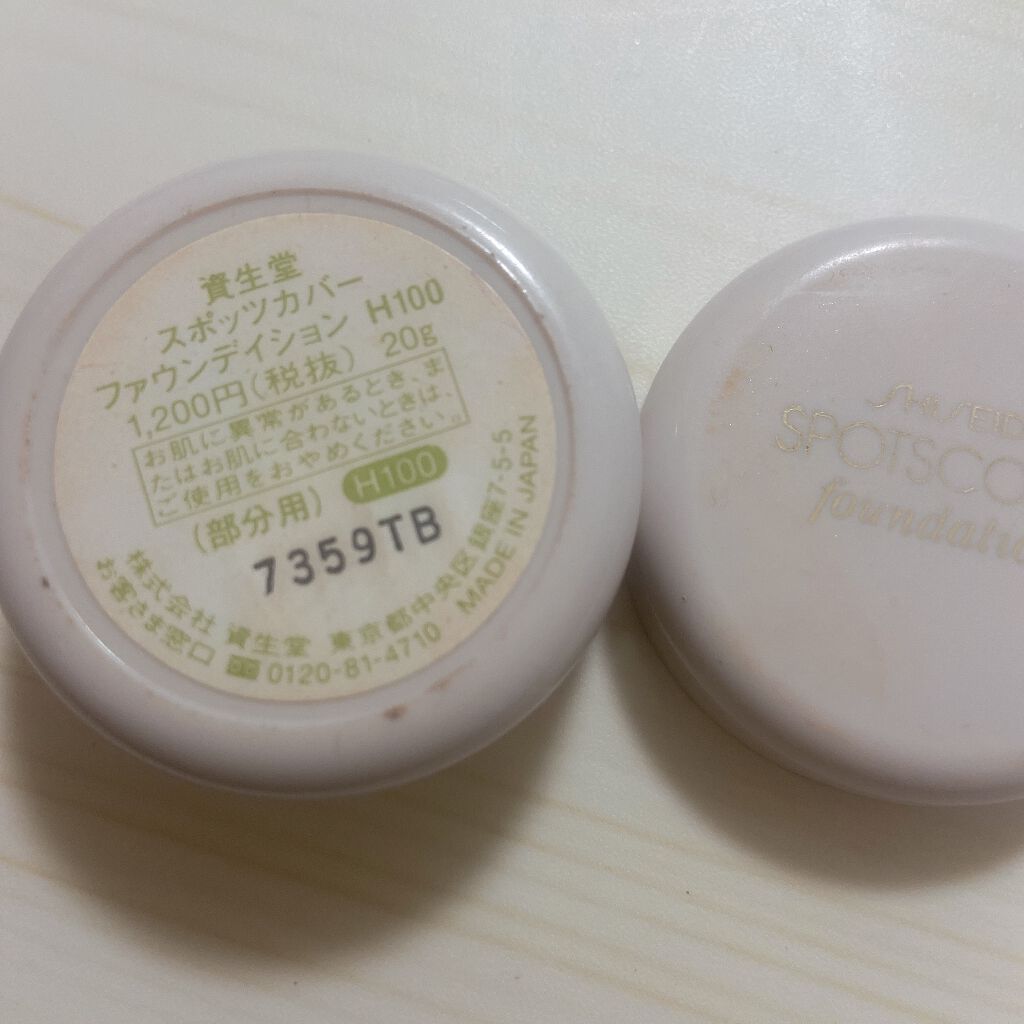 資生堂
スポッツカバー
ファウンデイション H100
1,200円(税抜) 20g
お肌に異常があるとき、ま
たはお肌に合わないときは、
ご使用をおやめください。
(部分用) H100
7359TB
株式会社 資生堂 東京都中央区銀座7-5-5
お客さま窓口 0120-81-4710 MADE IN JAPAN
SHISEID
SPOTSCO
foundatio